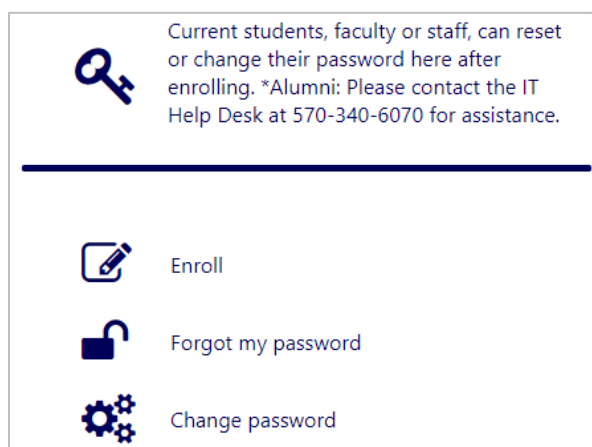 Current students, faculty or staff, can reset
or change their password here after
enrolling. *Alumni: Please contact the IT
Help Desk at 570-340-6070 for assistance.
Enroll
Forgot my password
Change password